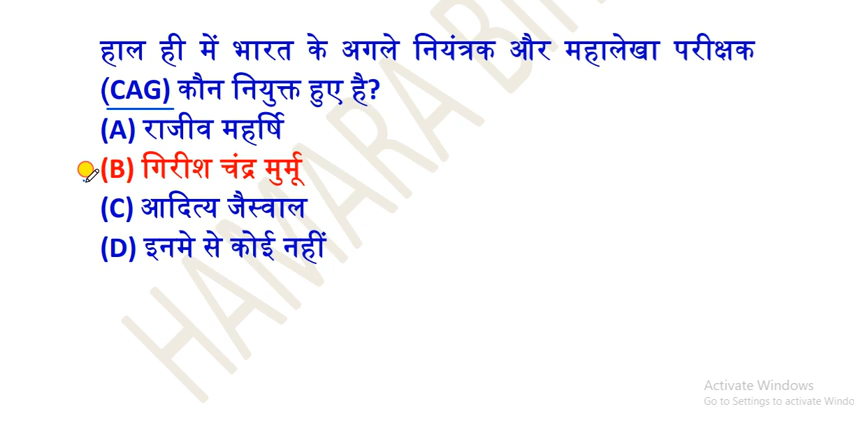 हाल ही में भारत के अगले नियंत्रक और महालेखा परीक्षक
(CAG) कौन नियुक्त हुए है?
(A) राजीव महर्षि
(B) गिरीश चंद्र मुर्मू
(C) आदित्य जैस्वाल
(D) इनमे से कोई नहीं
HAMARA
Activate Windows
Go to Settings to activate Windo